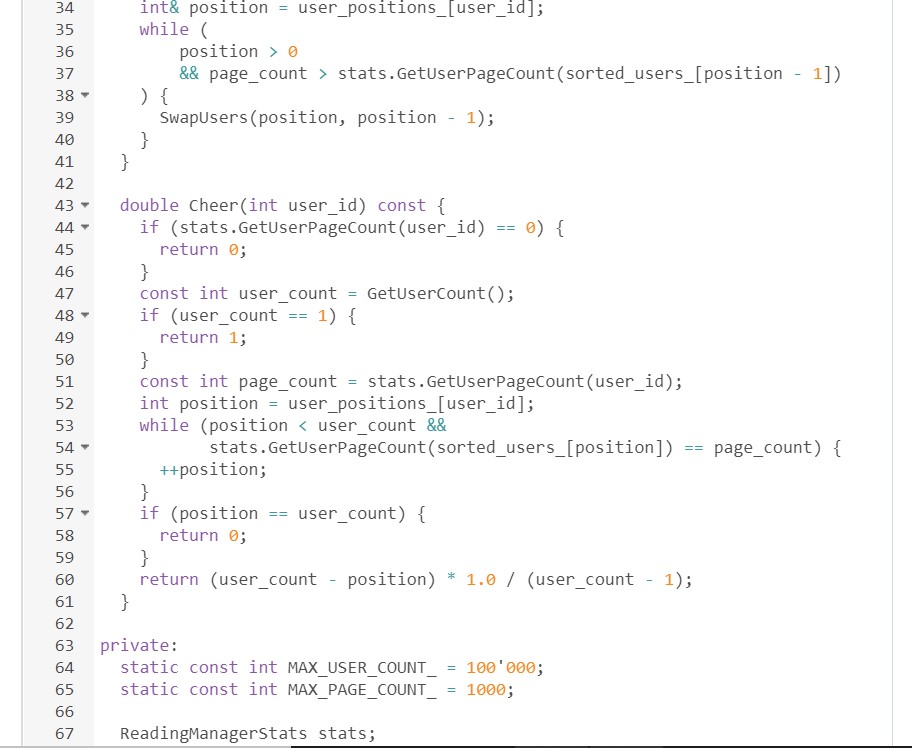 34 int& position = user_positions_[user_id];
35 while (
36 position > 0
37 && page_count > stats.GetUserPageCount(sorted_users_[position - 1])
38 ) {
39 SwapUsers(position, position - 1);
40 }
41 }
42
43 double Cheer(int user_id) const {
44 if (stats.GetUserPageCount(user_id) == 0) {
45 return 0;
46 }
47 const int user_count = GetUserCount();
48 if (user_count == 1) {
49 return 1;
50 }
51 const int page_count = stats.GetUserPageCount(user_id);
52 int position = user_positions_[user_id];
53 while (position < user_count &&
54 stats.GetUserPageCount(sorted_users_[position]) == page_count) {
55 ++position;
56 }
57 if (position == user_count) {
58 return 0;
59 }
60 return (user_count - position) * 1.0 / (user_count - 1);
61 }
62
63 private:
64 static const int MAX_USER_COUNT_ = 100'000;
65 static const int MAX_PAGE_COUNT_ = 1000;
66
67 ReadingManagerStats stats;